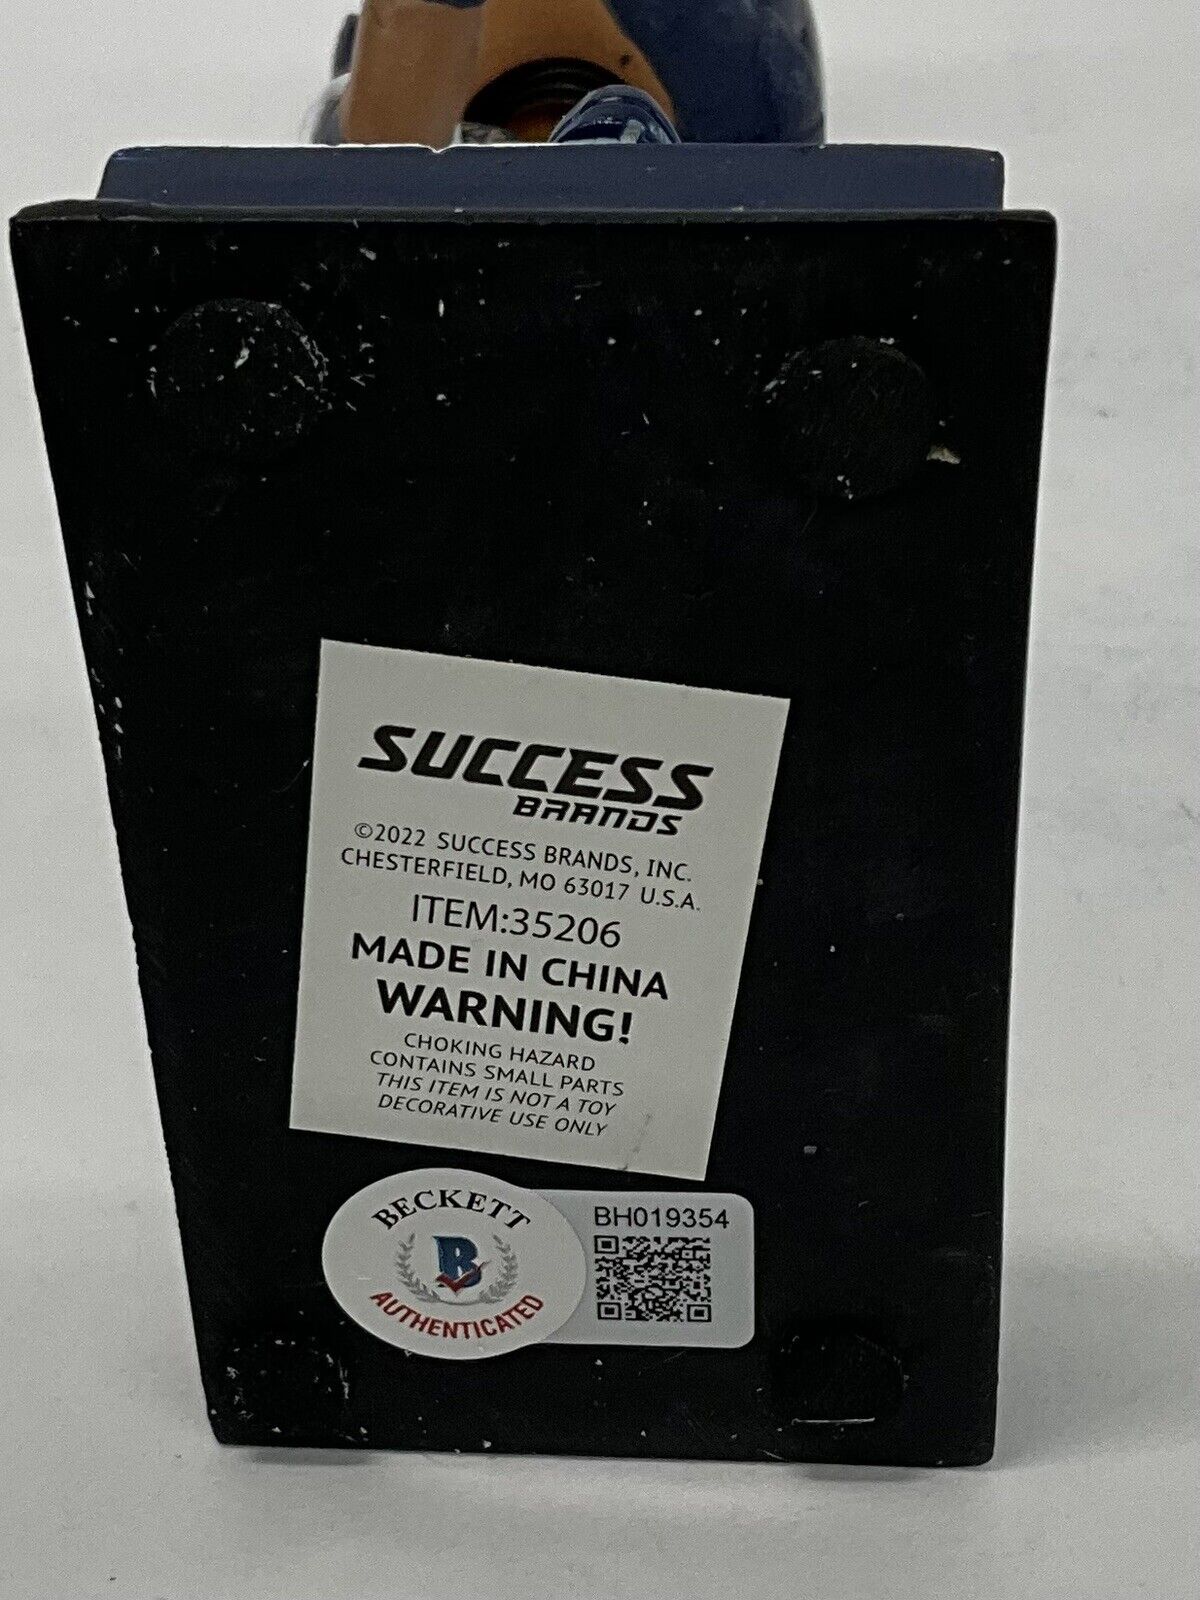 SUCCESS
BRANDS
©2022 SUCCESS BRANDS, INC.
CHESTERFIELD, MO 63017 U.S.A.
ITEM:35206
MADE IN CHINA
WARNING!
CHOKING HAZARD
CONTAINS SMALL PARTS
THIS ITEM IS NOT A TOY
DECORATIVE USE ONLY
BECKETT
B
AUTHENTICATED
BH019354